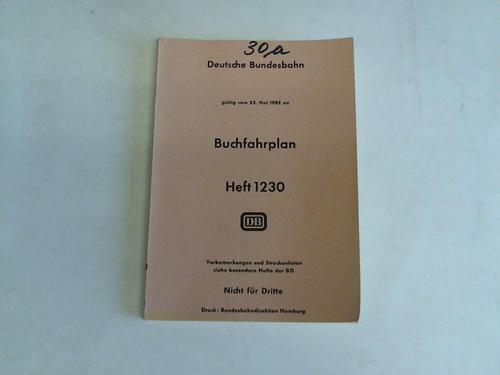 30a
Deutsche Bundesbahn
gültig vom 23. Mai 1982 an
Buchfahrplan
Heft 1230
DB
Vorbemerkungen und Streckenlisten
siehe besondere Hefte der BD
Nicht für Dritte
Druck: Bundesbahndirektion Hamburg